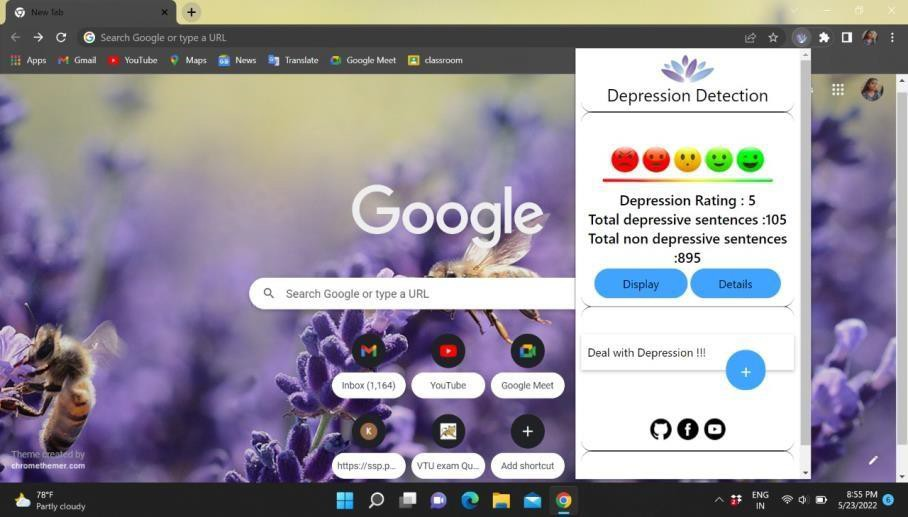 New Tab
Search Google or type a URL
Apps
Gmail
YouTube
Maps
News
Translate
Google Meet
classroom
Depression Detection
Depression Rating : 5
Total depressive sentences :105
Total non depressive sentences
:895
Display
Details
Deal with Depression !!!
+
Google
Search Google or type a URL
Inbox (1,164)
YouTube
Google Meet
K
https://ssp.p...
VTU exam Qu...
Add shortcut
Theme created by
chromethemer.com
78°F
Partly cloudy
ENG
IN
8:55 PM
5/23/2022
6